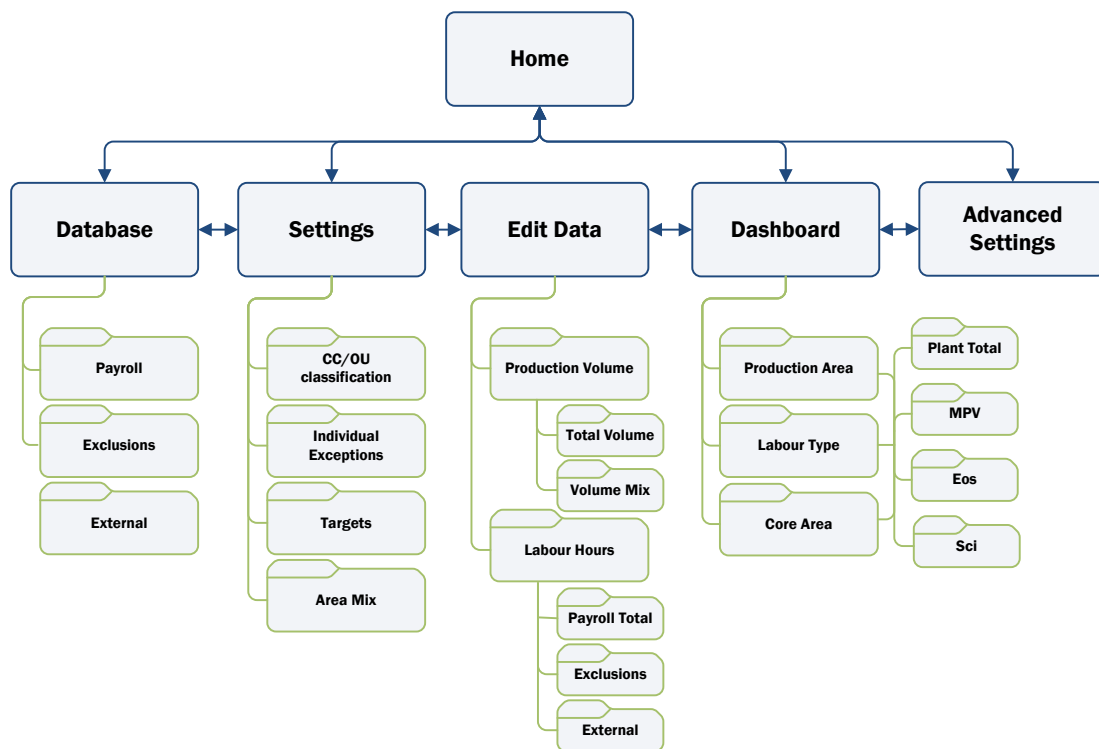 Home
Database
Settings
Edit Data
Dashboard
Advanced
Settings
Payroll
Exclusions
External
CC/OU
classification
Individual
Exceptions
Targets
Area Mix
Production Volume
Total Volume
Volume Mix
Labour Hours
Payroll Total
Exclusions
External
Production Area
Labour Type
Core Area
Plant Total
MPV
Eos
Sci